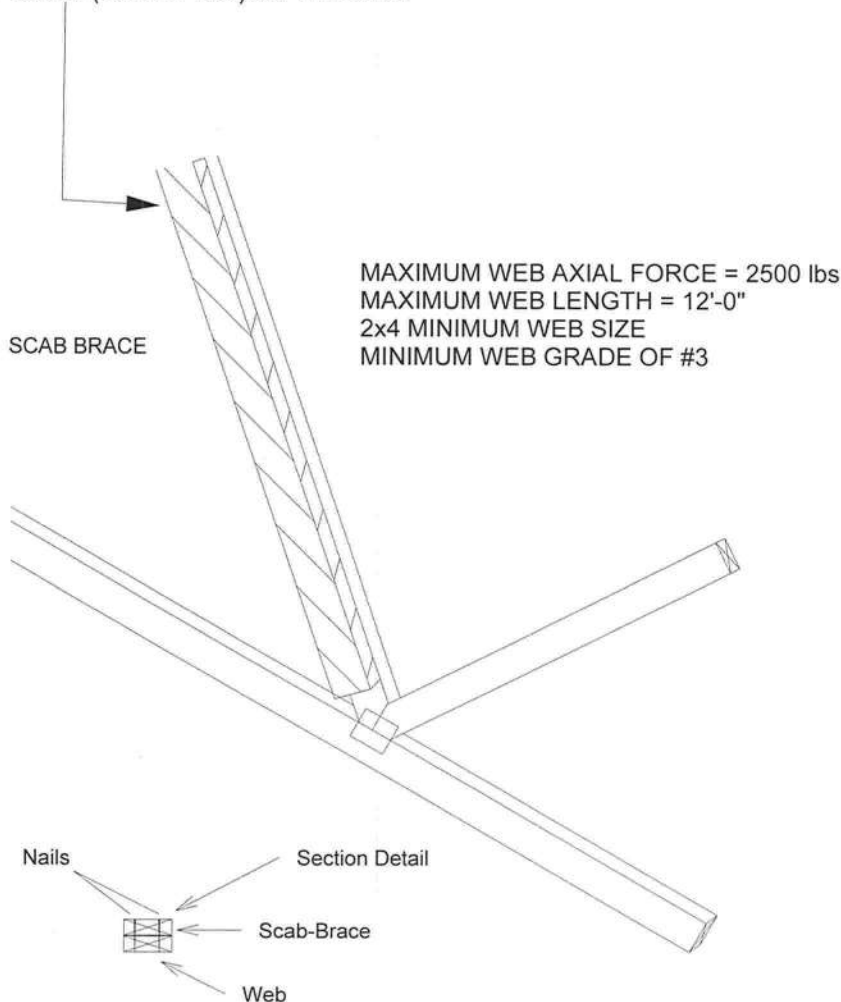 MAXIMUM WEB AXIAL FORCE = 2500 lbs
MAXIMUM WEB LENGTH = 12'-0"
2x4 MINIMUM WEB SIZE
MINIMUM WEB GRADE OF #3
SCAB BRACE
Nails
Section Detail
Scab-Brace
Web